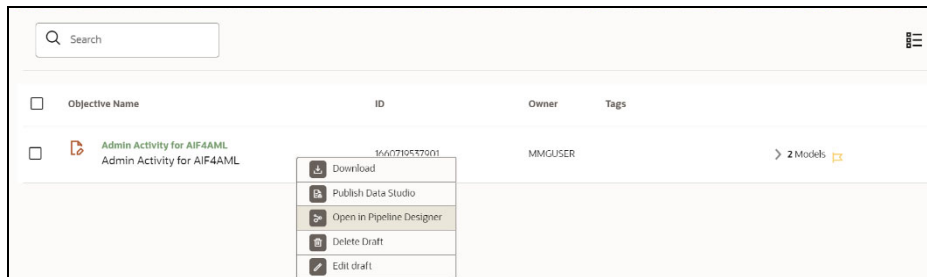 Search
Objective Name ID Owner Tags
Admin Activity for AIF4AML
Admin Activity for AIF4AML
1660719537901 MMGUSER
2 Models
Download
Publish Data Studio
Open in Pipeline Designer
Delete Draft
Edit draft